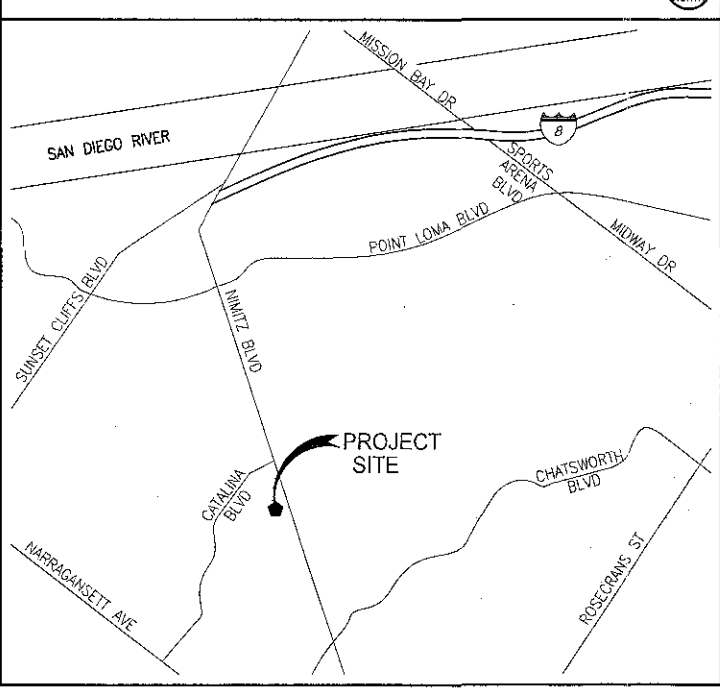 MISSION BAY DR
SAN DIEGO RIVER
8
SPORTS
ARENA
BLVD
POINT LOMA BLVD
MIDWAY DR
SUNSET CLIFFS BLVD
NIMITZ BLVD
PROJECT
SITE
CATALINA
BLVD
CHATSWORTH
BLVD
NARRAGANSETT AVE
ROSECRANS ST